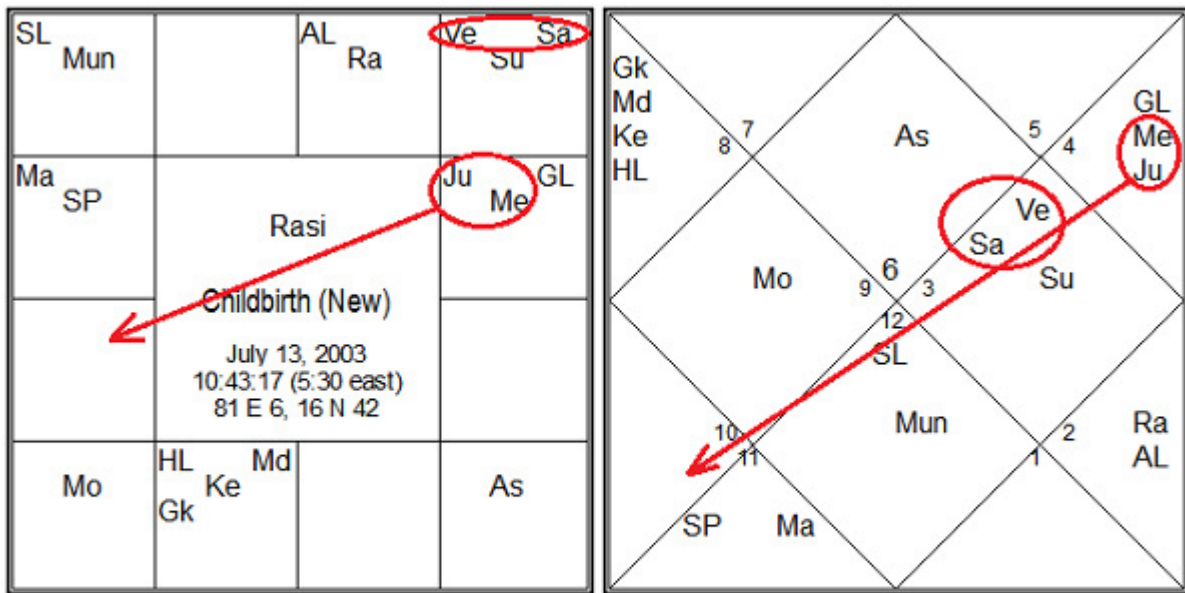 SL AL Ve Sa
Mun Ra Su
Ma Ju GL
SP Me
Rasi
Childbirth (New)
July 13, 2003
10:43:17 (5:30 east)
81 E 6, 16 N 42
HL Md
Mo Ke As
Gk
Gk
Md
Ke
HL
7
8
As
5
4
GL
Me
Ju
Ve
Sa
Su
Mo
6
9 3
12
SL
Mun
10
11
SP Ma
2
1
Ra
AL